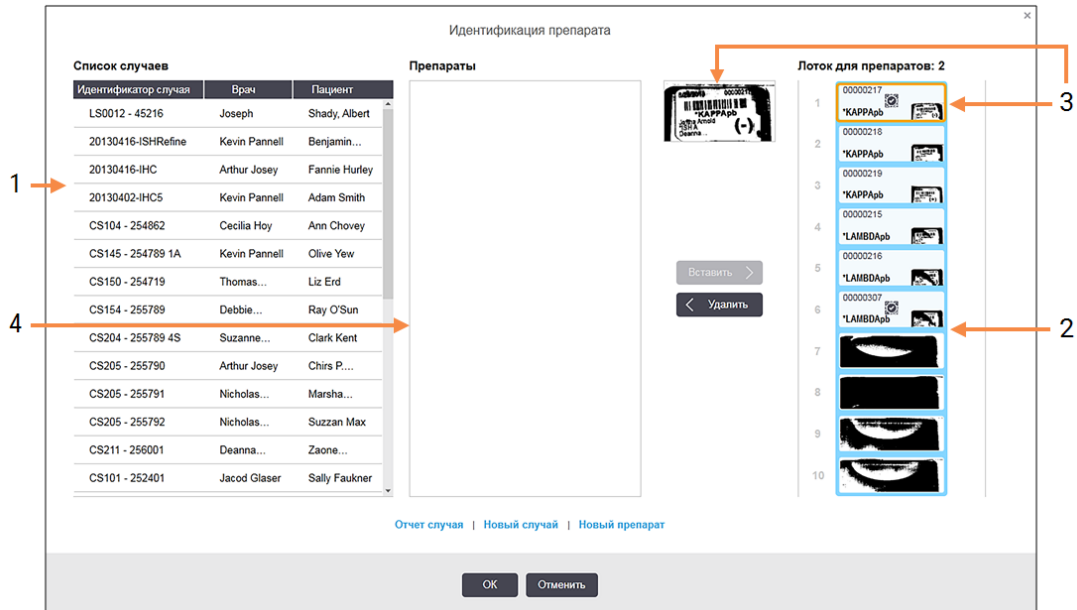 Идентификация препарата
×
Список случаев
Препараты
Лоток для препаратов: 2
Идентификатор случая Врач Пациент
LS0012 - 45216 Joseph Shady, Albert
20130416-ISHRefine Kevin Pannell Benjamin...
20130416-IHC Arthur Josey Fannie Hurley
20130402-IHC5 Kevin Pannell Adam Smith
CS104 - 254862 Cecilia Hoy Ann Chovey
CS145 - 254789 1A Kevin Pannell Olive Yew
CS150 - 254719 Thomas... Liz Erd
CS154 - 255789 Debbie... Ray O'Sun
CS204 - 255789 4S Suzanne... Clark Kent
CS205 - 255790 Arthur Josey Chirs P....
CS205 - 255791 Nicholas... Marsha...
CS205 - 255792 Nicholas... Suzzan Max
CS211 - 256001 Deanna... Zaone...
CS101 - 252401 Jacod Glaser Sally Faukner
*KAPPApb
Arnold
ISH A
Deanna...
(-)
Вставить
Удалить
1 00000217
*KAPPApb
2 00000218
*KAPPApb
3 00000219
*KAPPApb
4 00000215
*LAMBDApb
5 00000216
*LAMBDApb
6 00000307
*LAMBDApb
7
8
9
10
Отчет случая | Новый случай | Новый препарат
OK Отменить
1
4
3
2